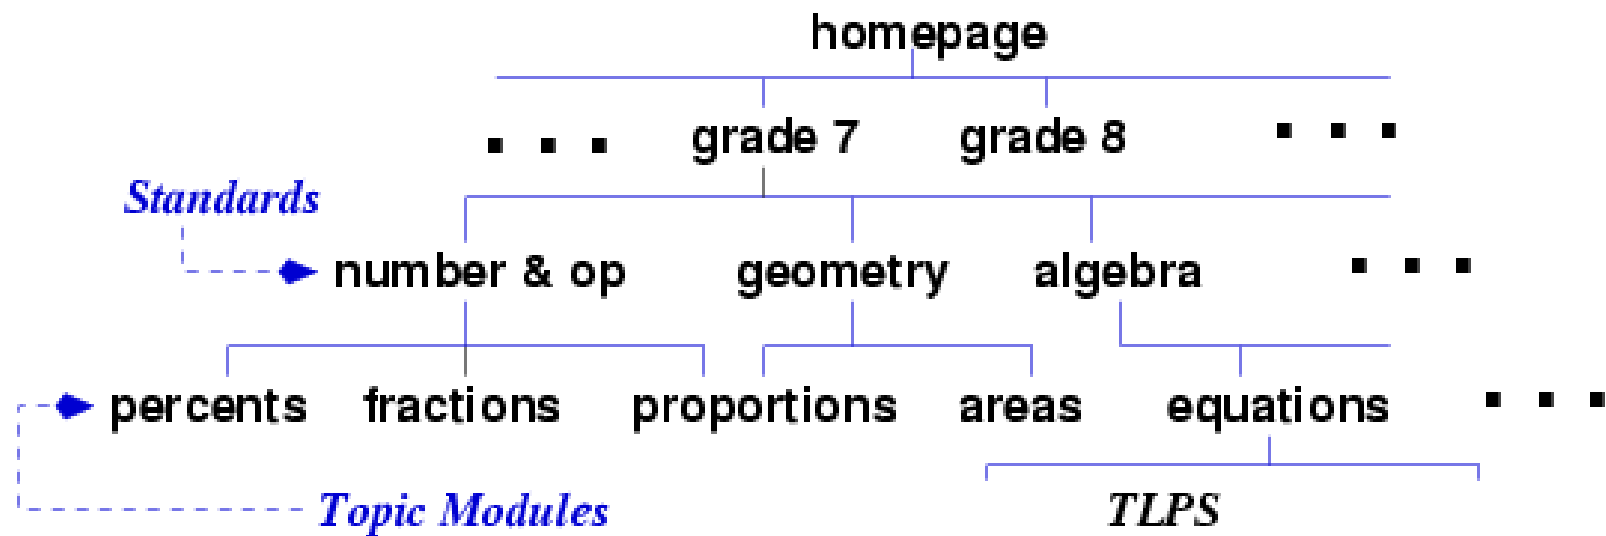 homepage
. . . grade 7 grade 8 . . .
Standards
number & op geometry algebra . . .
percents fractions proportions areas equations . . .
Topic Modules TLPS